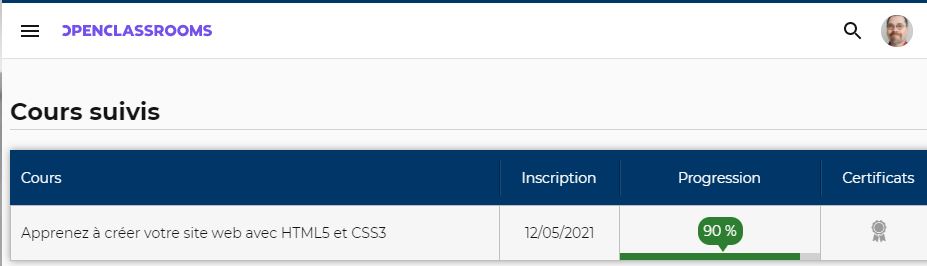 OPENCLASSROOMS
Cours suivis
Cours Inscription Progression Certificats
Apprenez à créer votre site web avec HTML5 et CSS3 12/05/2021 90 %